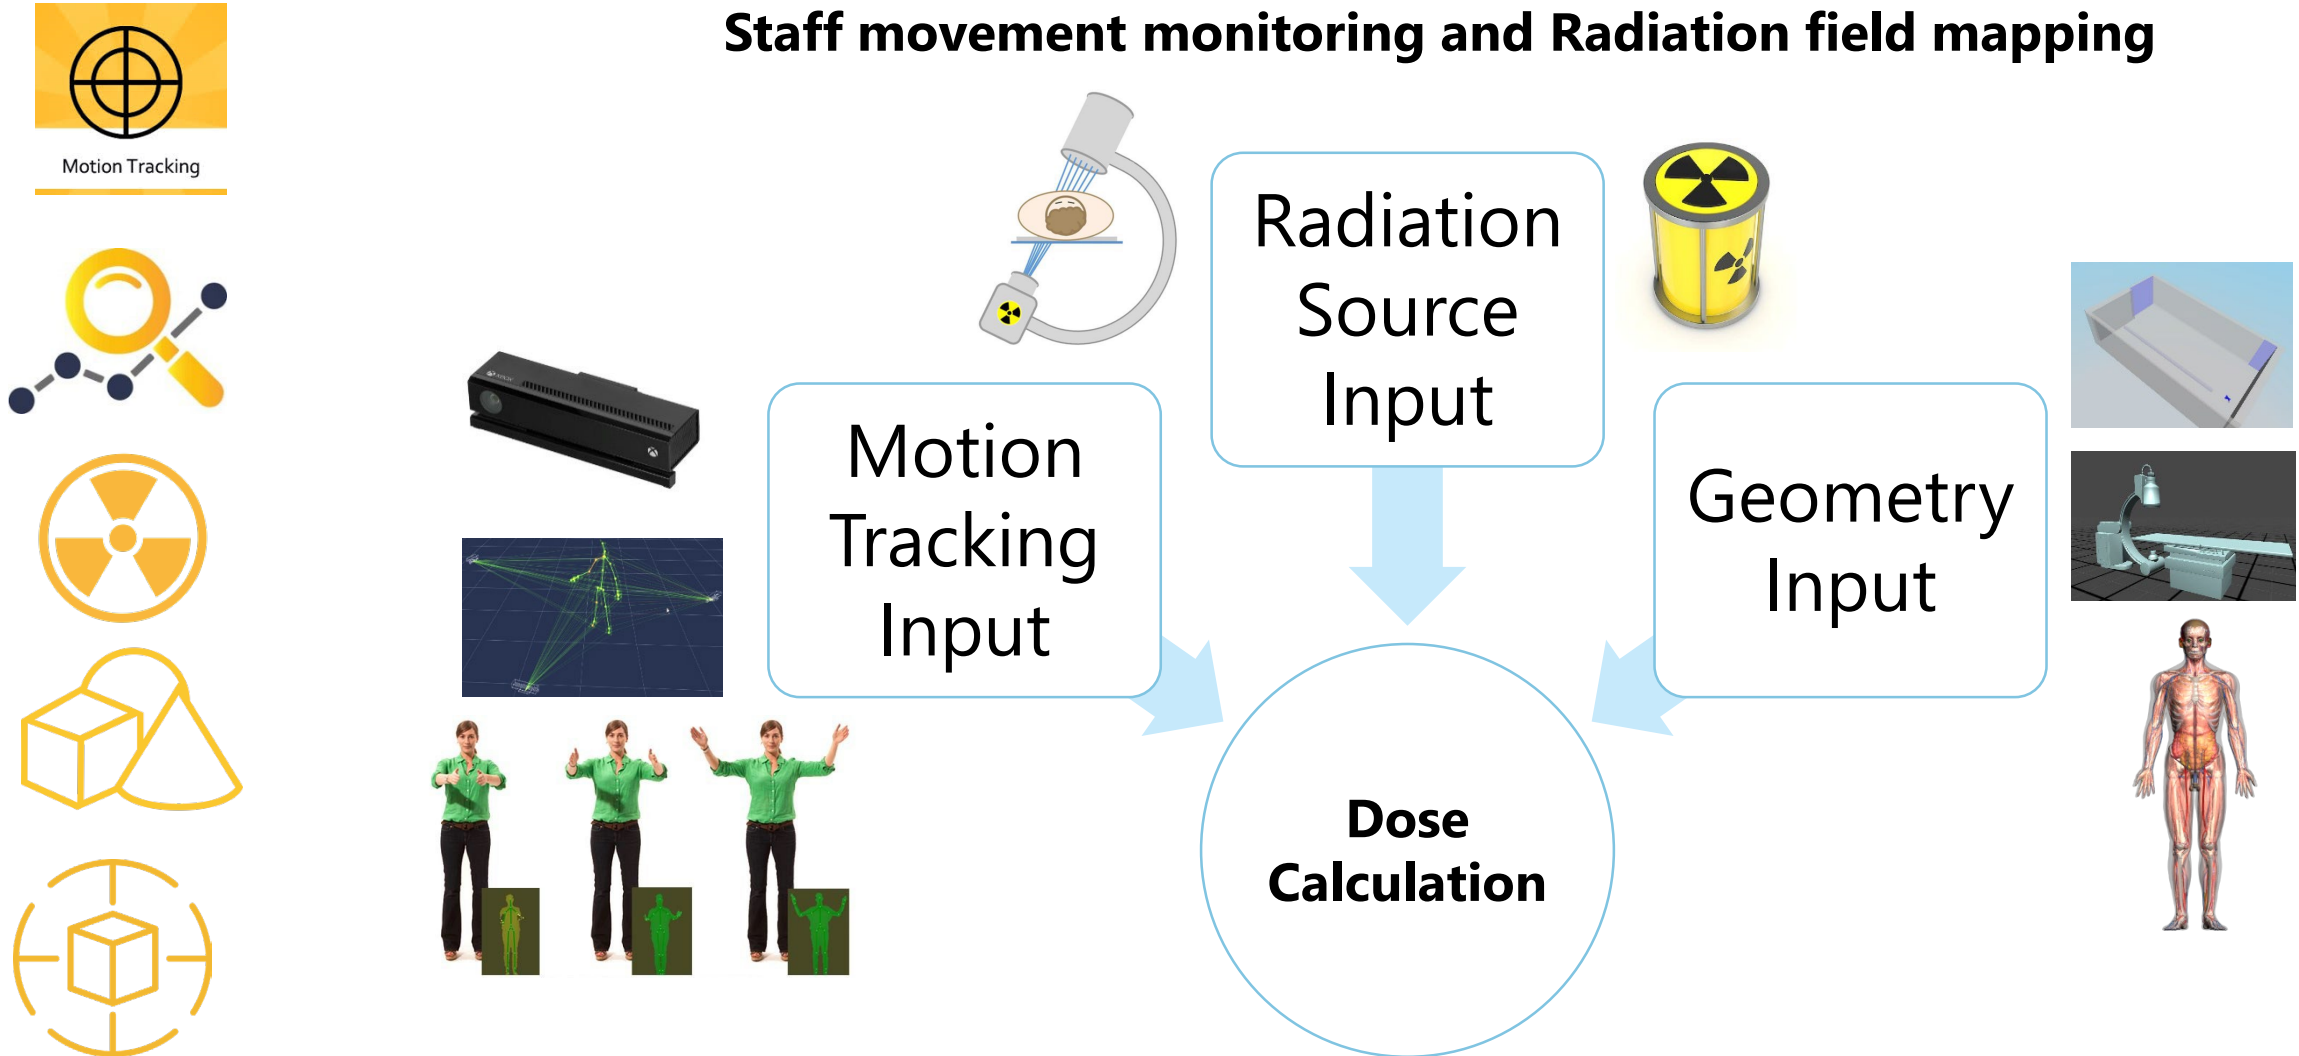 Staff movement monitoring and Radiation field mapping
Motion Tracking
Radiation
Source
Input
Motion
Tracking
Input
Geometry
Input
Dose
Calculation